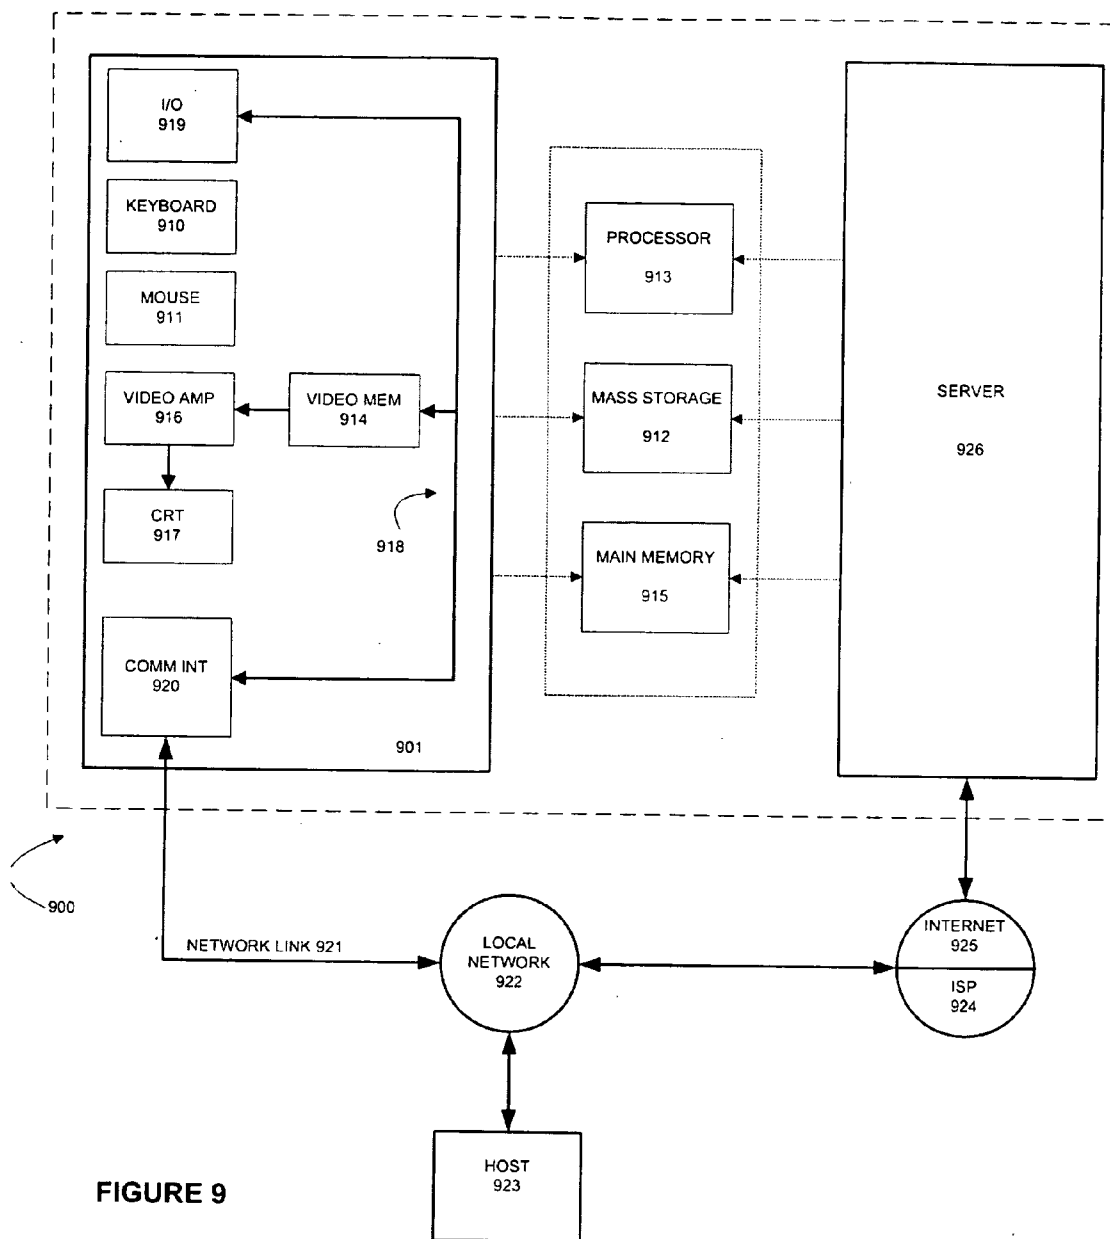 I/O
919
KEYBOARD
910
MOUSE
911
VIDEO AMP
916
VIDEO MEM
914
CRT
917
918
COMM INT
920
901
PROCESSOR
913
MASS STORAGE
912
MAIN MEMORY
915
SERVER
926
900
NETWORK LINK 921
LOCAL
NETWORK
922
INTERNET
925
ISP
924
HOST
923
FIGURE 9